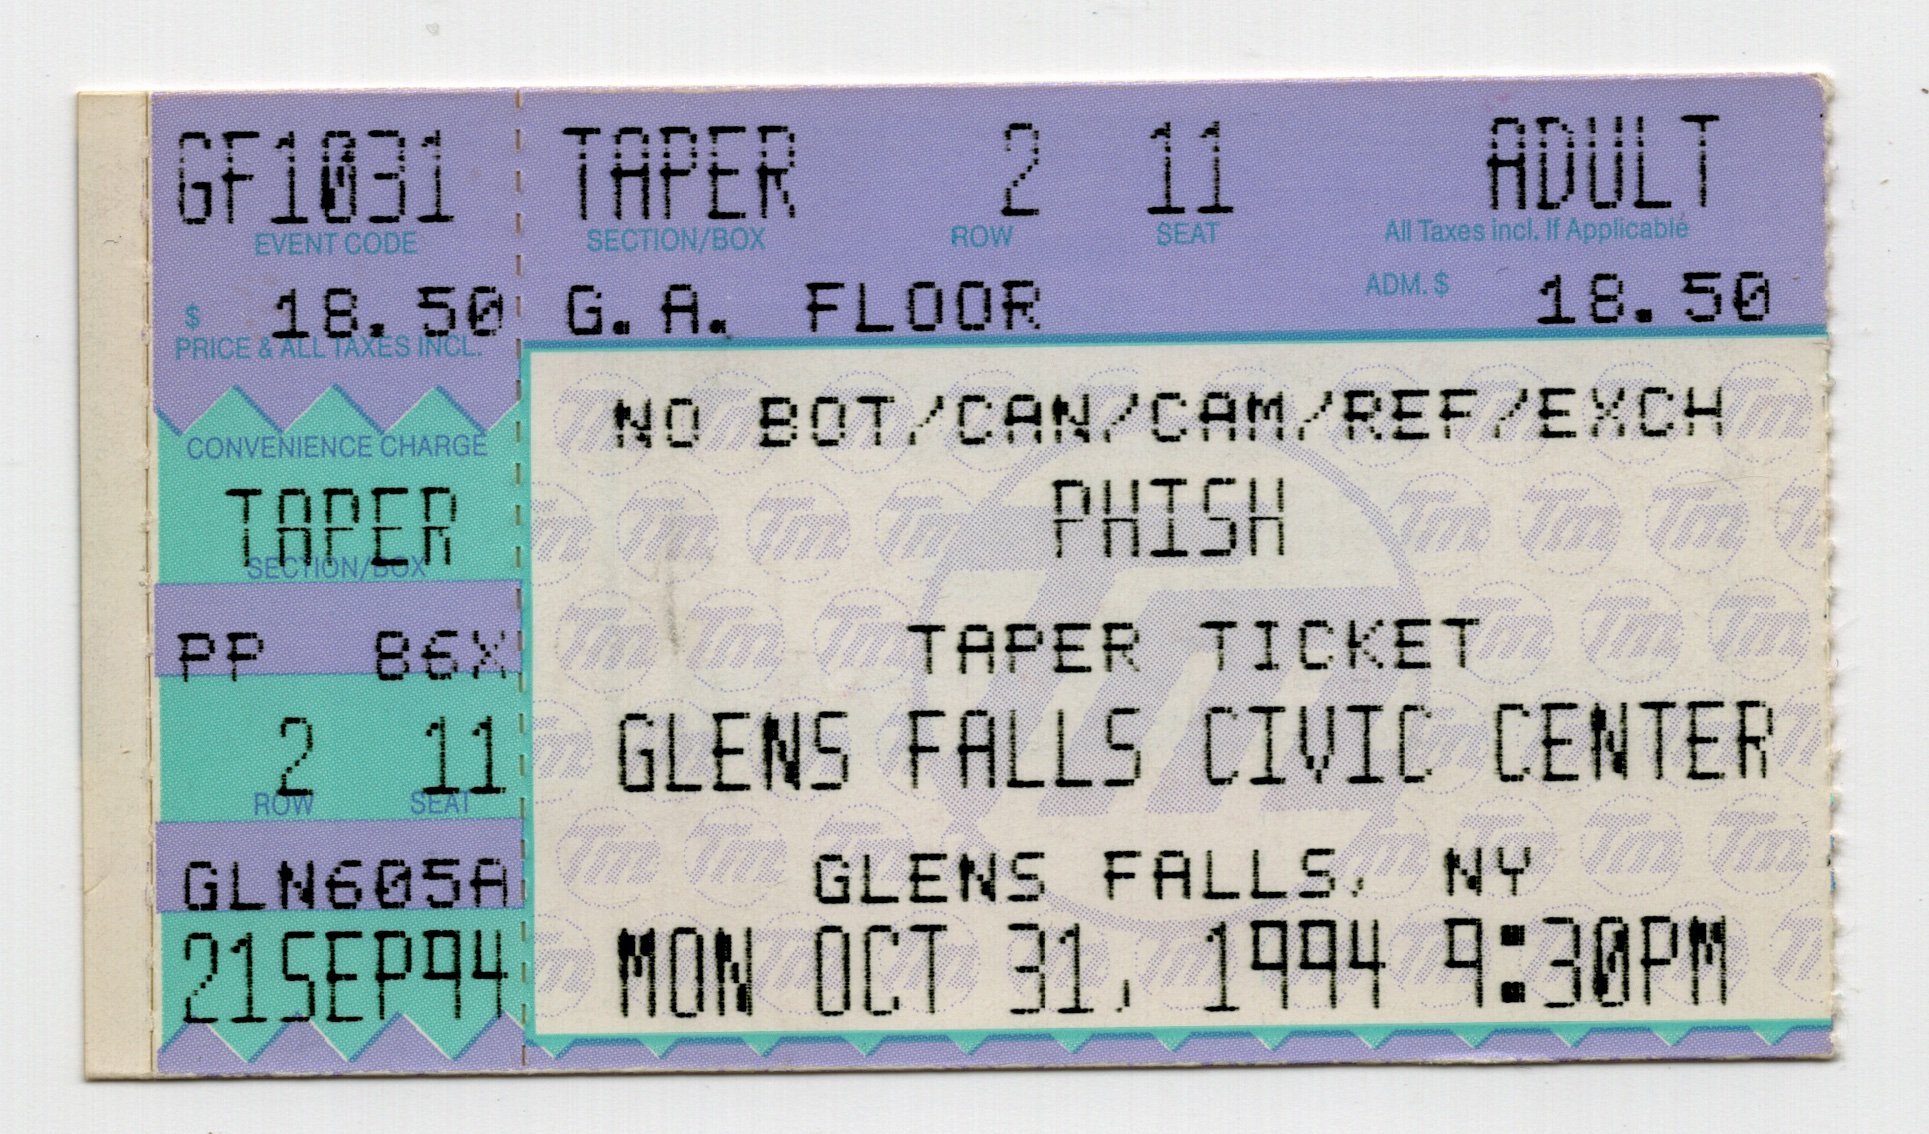 GF1031
EVENT CODE
$ 18.50
PRICE & ALL TAXES INCL.
CONVENIENCE CHARGE
TAPER
SECTION/BOX
PP 86X
2 11
ROW SEAT
GLN605A
21SEP94
TAPER 2 11 ADULT
SECTION/BOX ROW SEAT All Taxes incl. If Applicable
G.A. FLOOR ADM. $ 18.50
NO BOT/CAN/CAM/REF/EXCH
PHISH
TAPER TICKET
GLENS FALLS CIVIC CENTER
GLENS FALLS, NY
MON OCT 31, 1994 9:30PM